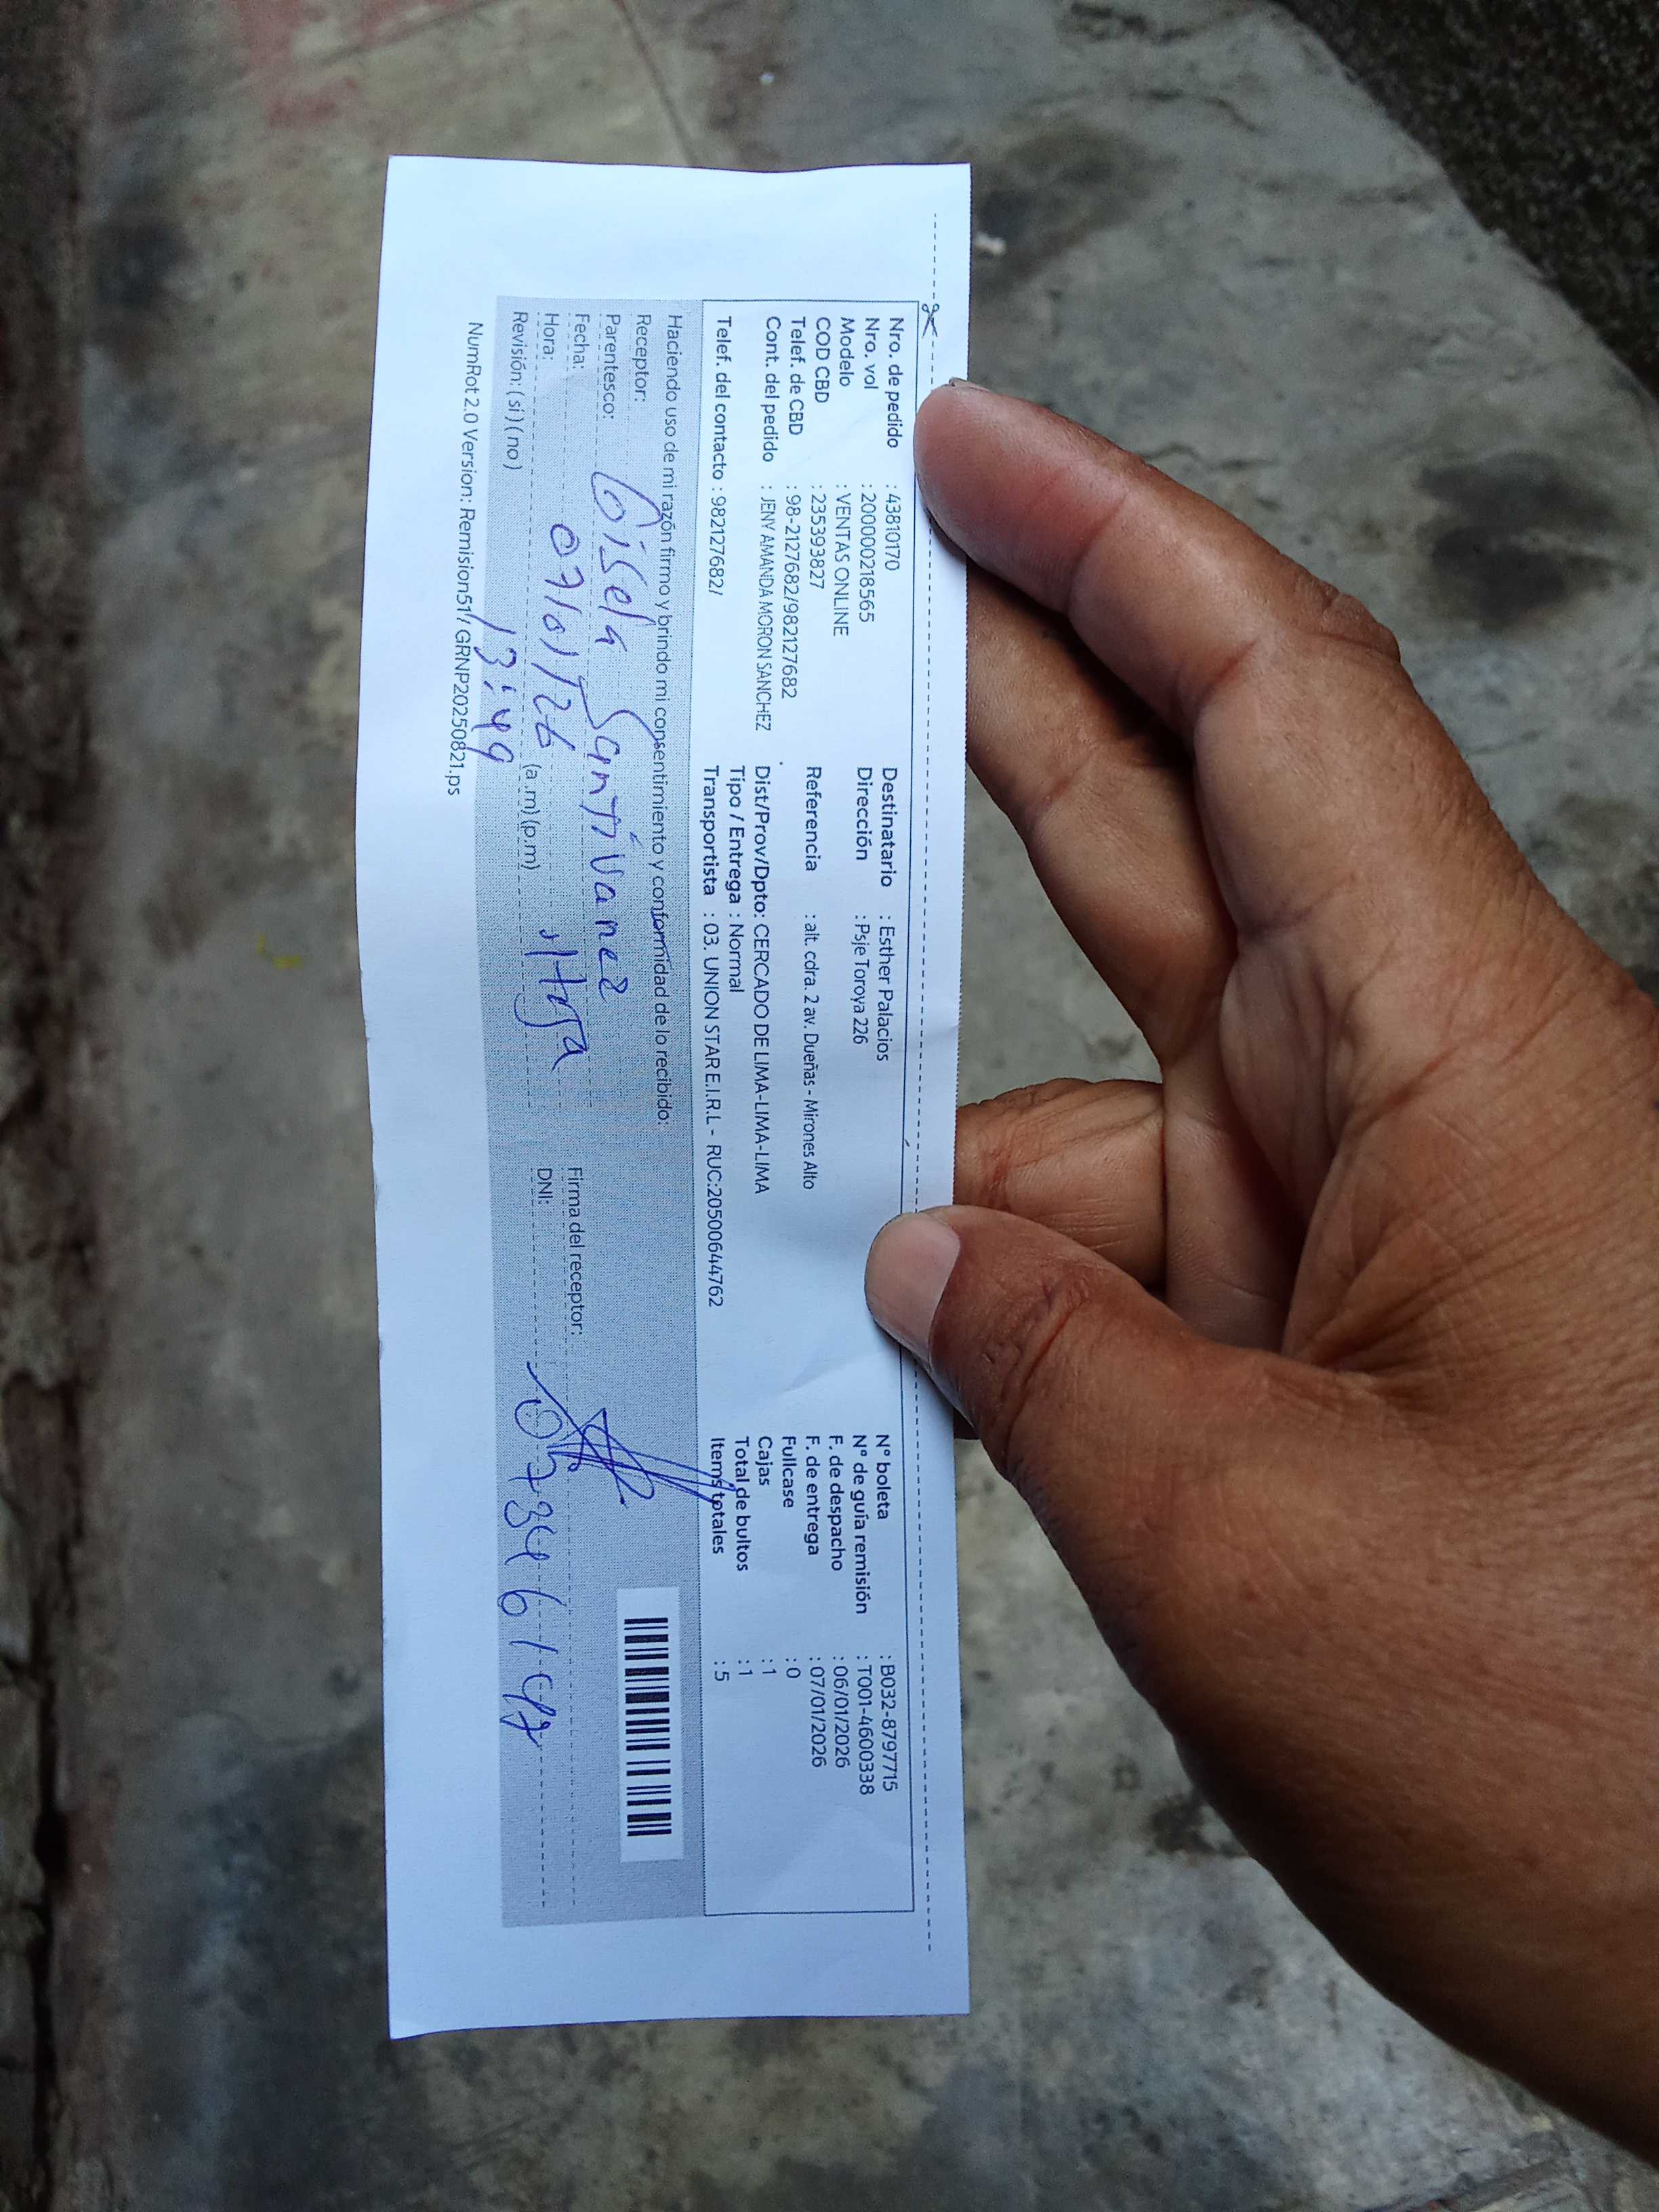 Nro. de pedido : 43810170
Nro. vol : 200000218565
Modelo : VENTAS ONLINE
COD CBD : 235393827
Telef. de CBD : 98-2127682/982127682
Cont. del pedido : JENY AMANDA MORON SANCHEZ
Telef. del contacto : 982127682/
Destinatario : Esther Palacios
Dirección : Psje Toroya 226
Referencia : alt. cdra. 2 av. Dueñas - Mirones Alto
Dist/Prov/Dpto: CERCADO DE LIMA-LIMA-LIMA
Tipo / Entrega : Normal
Transportista : 03. UNION STAR E.I.R.L - RUC:20500644762
N° boleta : B032-8797715
N° de guía remisión : T001-4600338
F. de despacho : 06/01/2026
F. de entrega : 07/01/2026
Fullcase : 0
Cajas : 1
Total de bultos : 1
Items totales : 5
Haciendo uso de mi razón firmo y brindo mi consentimiento y conformidad de lo recibido:
Receptor: Gisela Santivanez
Parentesco:
Fecha: 07/01/26
Hora: 13:49 (a.m)(p.m)
Revisión: (si) (no)
Firma del receptor:
DNI:
NumRot 2.0 Version: Remision51/ GRNP20250821.ps